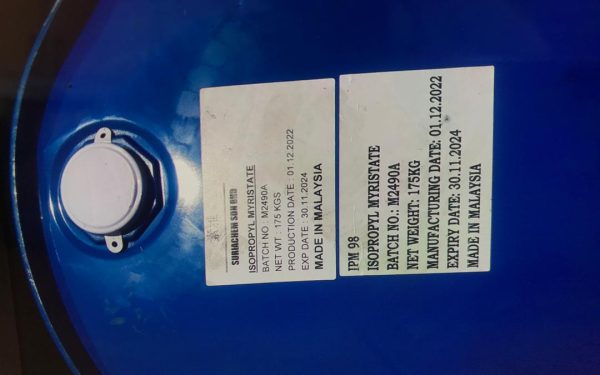 SURIACHEM SDN BHD
ISOPROPYL MYRISTATE
BATCH NO. : M2490A
NET WT : 175 KGS
PRODUCTION DATE : 01.12.2022
EXP DATE : 30.11.2024
MADE IN MALAYSIA
IPM 98
ISOPROPYL MYRISTATE
BATCH NO.: M2490A
NET WEIGHT: 175KG
MANUFACTURING DATE: 01.12.2022
EXPIRY DATE: 30.11.2024
MADE IN MALAYSIA